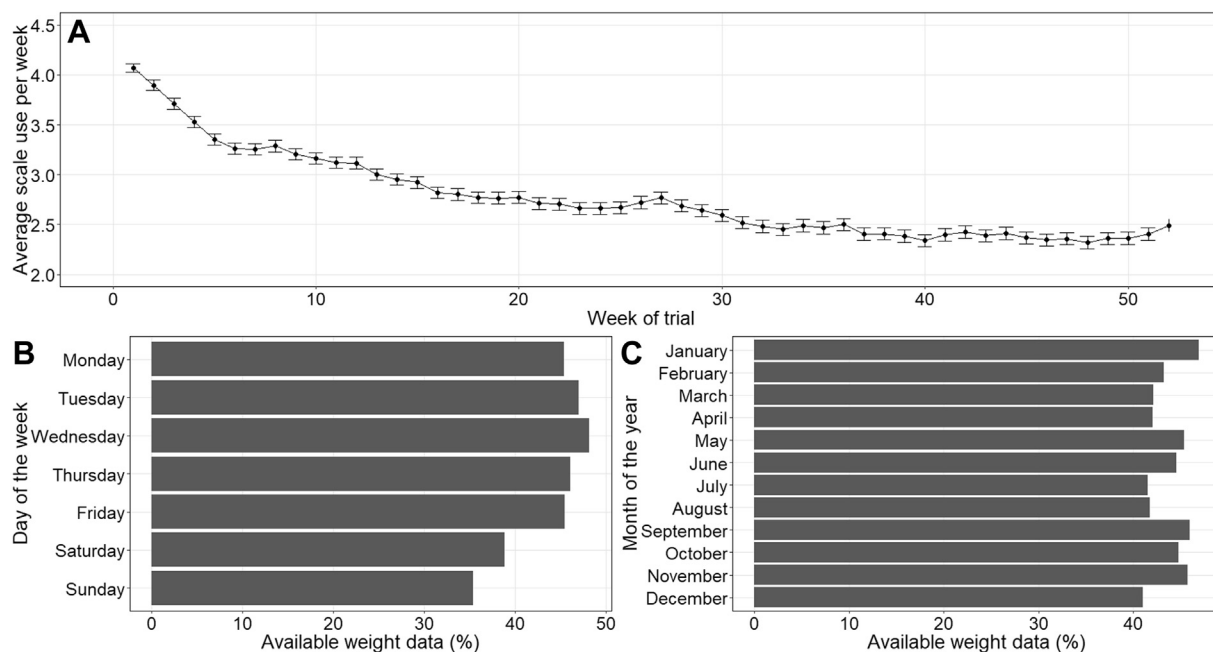 A
Average scale use per week
4.5
4.0
3.5
3.0
2.5
2.0
0
10
20
30
40
50
Week of trial
B
Day of the week
Monday
Tuesday
Wednesday
Thursday
Friday
Saturday
Sunday
0
10
20
30
40
50
Available weight data (%)
C
Month of the year
January
February
March
April
May
June
July
August
September
October
November
December
0
10
20
30
40
Available weight data (%)